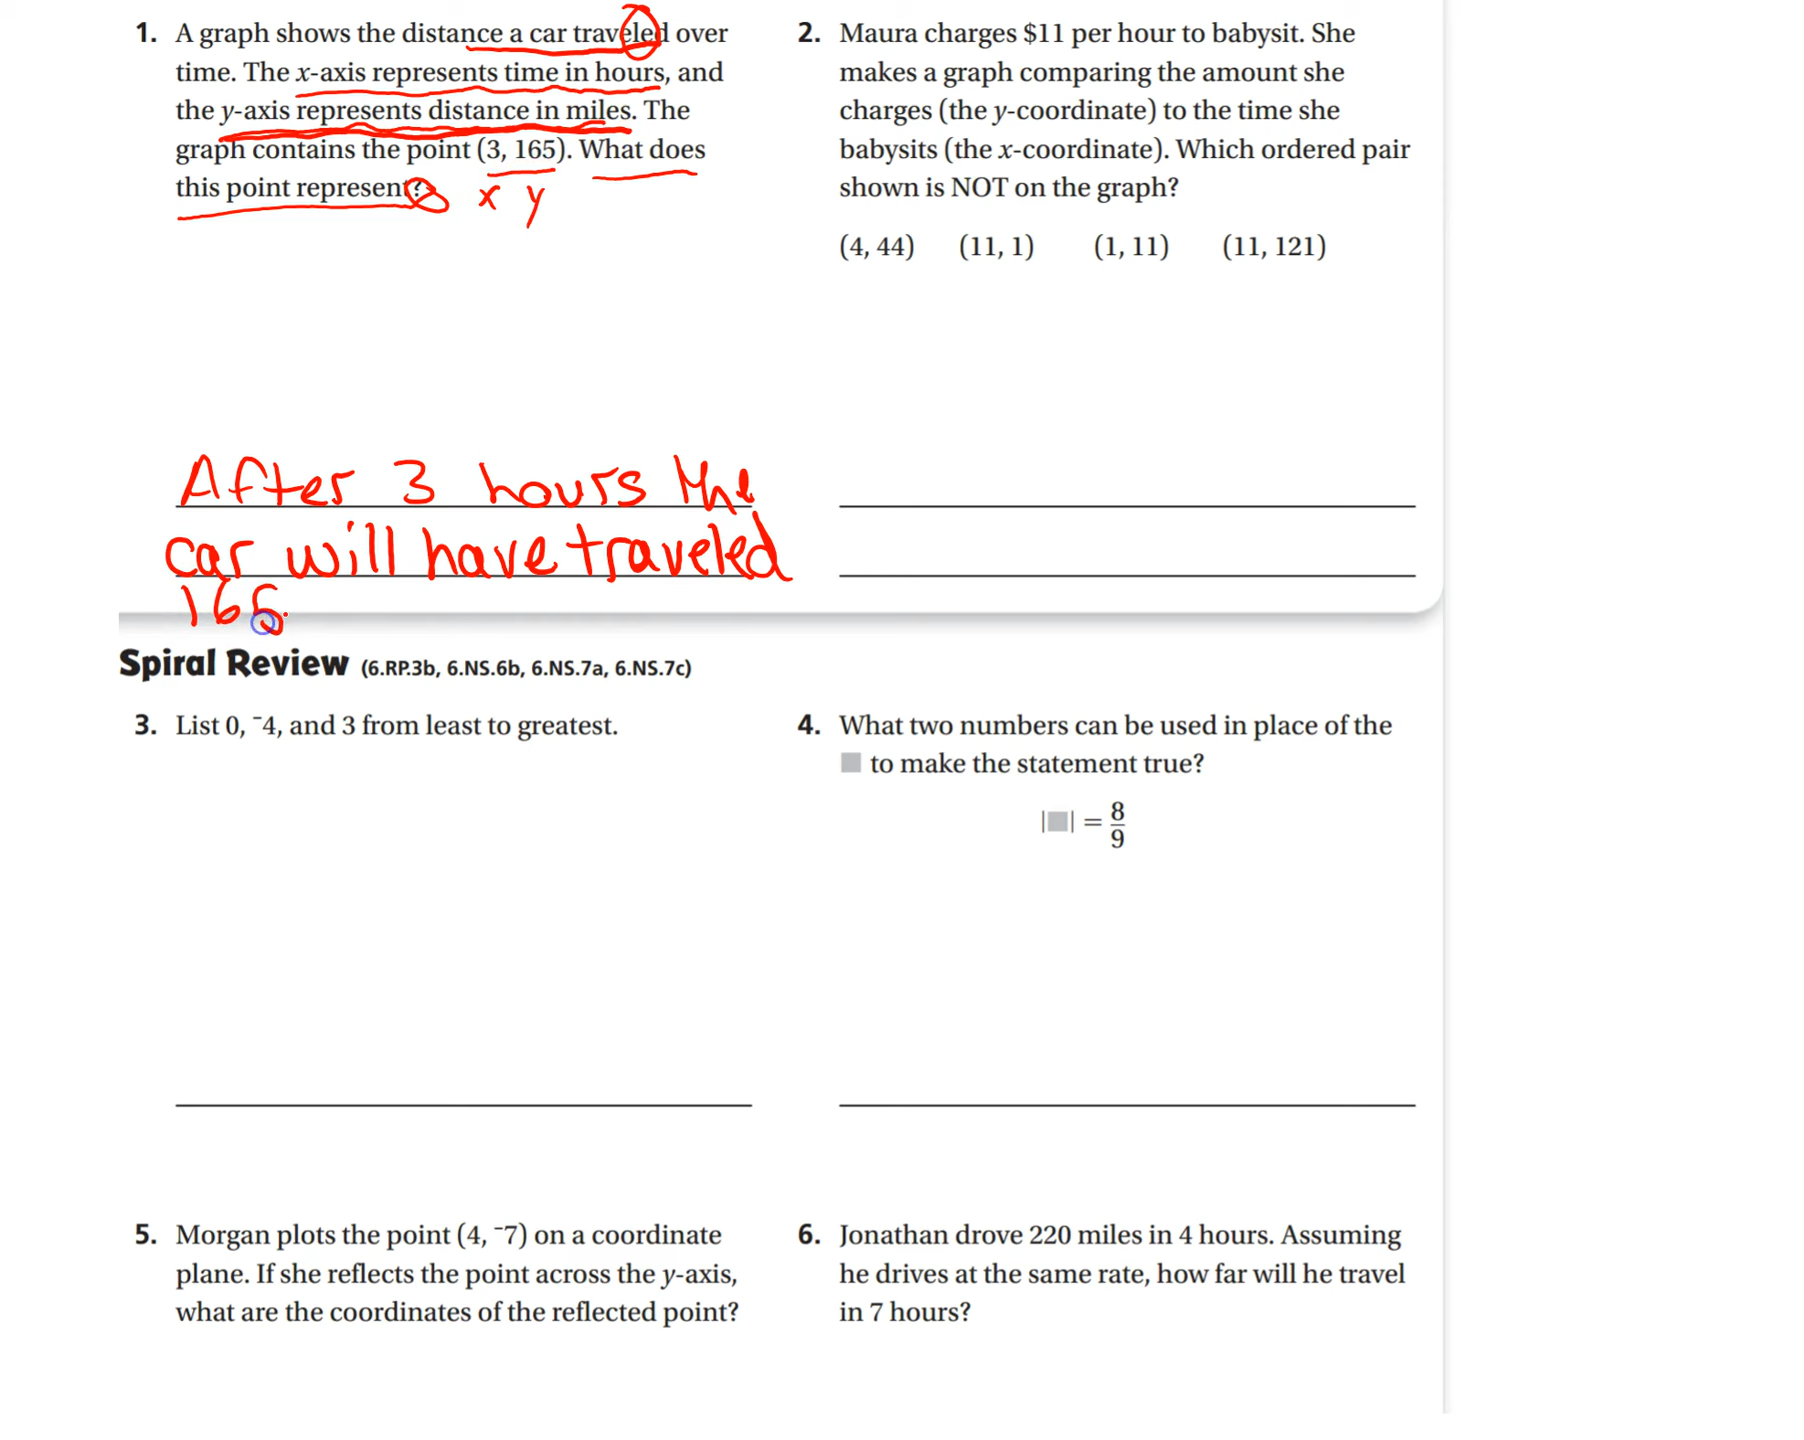 1. A graph shows the distance a car traveled over
time. The x-axis represents time in hours, and
the y-axis represents distance in miles. The
graph contains the point (3, 165). What does
this point represent?
x y
After 3 hours the
car will have traveled
165
2. Maura charges $11 per hour to babysit. She
makes a graph comparing the amount she
charges (the y-coordinate) to the time she
babysits (the x-coordinate). Which ordered pair
shown is NOT on the graph?
(4, 44) (11, 1) (1, 11) (11, 121)
Spiral Review (6.RP.3b, 6.NS.6b, 6.NS.7a, 6.NS.7c)
3. List 0, ⁻4, and 3 from least to greatest.
4. What two numbers can be used in place of the
■ to make the statement true?
|■| = 8/9
5. Morgan plots the point (4, ⁻7) on a coordinate
plane. If she reflects the point across the y-axis,
what are the coordinates of the reflected point?
6. Jonathan drove 220 miles in 4 hours. Assuming
he drives at the same rate, how far will he travel
in 7 hours?